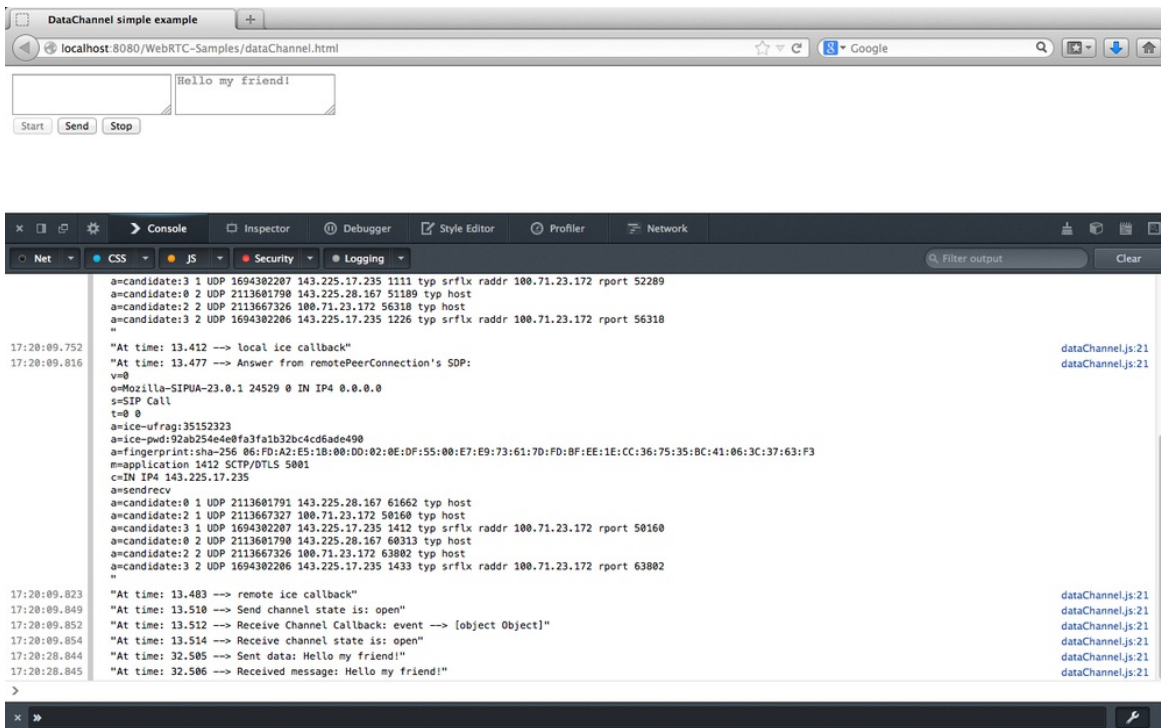 DataChannel simple example
+
localhost:8080/WebRTC-Samples/dataChannel.html
Google
Hello my friend!
Start Send Stop
Console Inspector Debugger Style Editor Profiler Network
Net CSS JS Security Logging Filter output Clear
a=candidate:3 1 UDP 1694302207 143.225.17.235 1111 typ srflx raddr 100.71.23.172 rport 52289
a=candidate:0 2 UDP 2113601790 143.225.28.167 51189 typ host
a=candidate:2 2 UDP 2113667326 100.71.23.172 56318 typ host
a=candidate:3 2 UDP 1694302206 143.225.17.235 1226 typ srflx raddr 100.71.23.172 rport 56318
"
17:20:09.752 "At time: 13.412 --> local ice callback" dataChannel.js:21
17:20:09.816 "At time: 13.477 --> Answer from remotePeerConnection's SDP: dataChannel.js:21
v=0
o=Mozilla-SIPUA-23.0.1 24529 0 IN IP4 0.0.0.0
s=SIP Call
t=0 0
a=ice-ufrag:35152323
a=ice-pwd:92ab254e4e0fa3fa1b32bc4cd6ade490
a=fingerprint:sha-256 06:FD:A2:E5:1B:00:DD:02:0E:DF:55:00:E7:E9:73:61:7D:FD:8F:EE:1E:CC:36:75:35:BC:41:06:3C:37:63:F3
m=application 1412 SCTP/DTLS 5001
c=IN IP4 143.225.17.235
a=sendrecv
a=candidate:0 1 UDP 2113601791 143.225.28.167 61662 typ host
a=candidate:2 1 UDP 2113667327 100.71.23.172 50160 typ host
a=candidate:3 1 UDP 1694302207 143.225.17.235 1412 typ srflx raddr 100.71.23.172 rport 50160
a=candidate:0 2 UDP 2113601790 143.225.28.167 60313 typ host
a=candidate:2 2 UDP 2113667326 100.71.23.172 63802 typ host
a=candidate:3 2 UDP 1694302206 143.225.17.235 1433 typ srflx raddr 100.71.23.172 rport 63802
"
17:20:09.823 "At time: 13.483 --> remote ice callback" dataChannel.js:21
17:20:09.849 "At time: 13.510 --> Send channel state is: open" dataChannel.js:21
17:20:09.852 "At time: 13.512 --> Receive Channel Callback: event --> [object Object]" dataChannel.js:21
17:20:09.854 "At time: 13.514 --> Receive channel state is: open" dataChannel.js:21
17:20:28.844 "At time: 32.505 --> Sent data: Hello my friend!" dataChannel.js:21
17:20:28.845 "At time: 32.506 --> Received message: Hello my friend!" dataChannel.js:21
>
× »